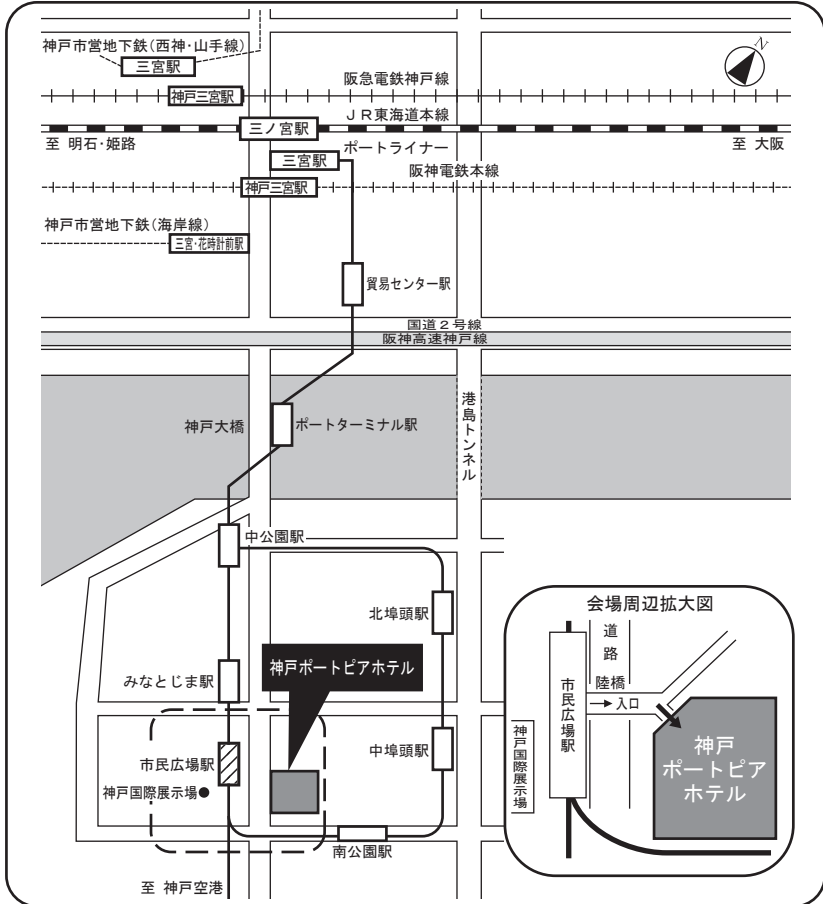 神戸市営地下鉄(西神・山手線)
N
三宮駅
阪急電鉄神戸線
神戸三宮駅
JR東海道本線
三ノ宮駅
至 明石・姫路
ポートライナー
至 大阪
三宮駅
阪神電鉄本線
神戸三宮駅
神戸市営地下鉄(海岸線)
三宮・花時計前駅
貿易センター駅
国道2号線
阪神高速神戸線
神戸大橋
ポートターミナル駅
港島トンネル
中公園駅
北埠頭駅
神戸ポートピアホテル
みなとじま駅
市民広場駅
中埠頭駅
神戸国際展示場
南公園駅
至 神戸空港
会場周辺拡大図
道路
陸橋
市民広場駅
→入口
神戸国際展示場
神戸
ポートピア
ホテル